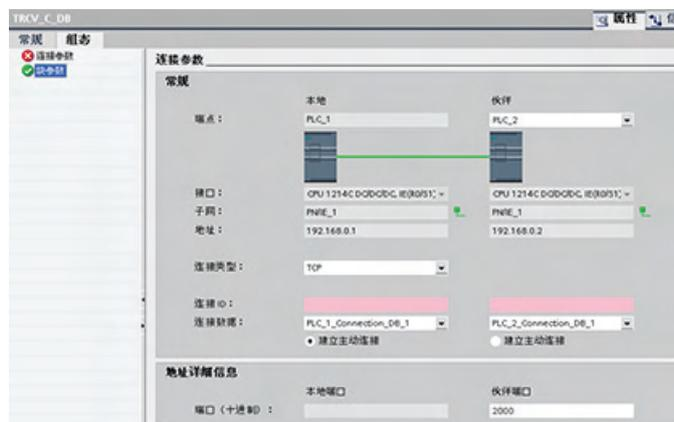 TRCV_C_DB
属性
常规 组态
连接参数
块参数
连接参数
常规
本地 伙伴
端点： PLC_1 PLC_2
接口： CPU 1214C DC/DC/DC, IE(R0/S1) CPU 1214C DC/DC/DC, IE(R0/S1)
子网： PN/IE_1 PN/IE_1
地址： 192.168.0.1 192.168.0.2
连接类型： TCP
连接 ID：
连接数据： PLC_1_Connection_DB_1 PLC_2_Connection_DB_1
建立主动连接 建立主动连接
地址详细信息
本地端口 伙伴端口
端口（十进制）： 2000